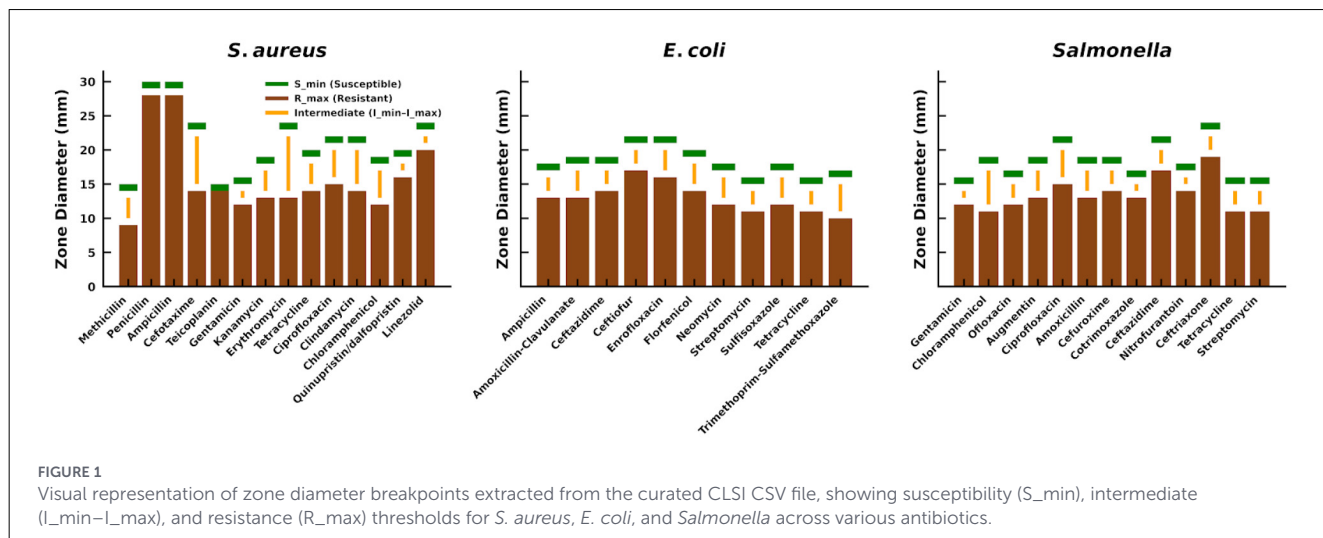 S. aureus
E. coli
Salmonella
Zone Diameter (mm)
30
25
20
15
10
5
0
S_min (Susceptible)
R_max (Resistant)
Intermediate (I_min–I_max)
Methicillin
Penicillin
Ampicillin
Cefotaxime
Teicoplanin
Gentamicin
Kanamycin
Erythromycin
Tetracycline
Ciprofloxacin
Clindamycin
Chloramphenicol
Quinupristin/dalfopristin
Linezolid
Zone Diameter (mm)
Ampicillin
Amoxicillin-Clavulanate
Ceftazidime
Ceftiofur
Enrofloxacin
Florfenicol
Neomycin
Streptomycin
Sulfisoxazole
Tetracycline
Trimethoprim-Sulfamethoxazole
Zone Diameter (mm)
Gentamicin
Chloramphenicol
Ofloxacin
Augmentin
Ciprofloxacin
Amoxicillin
Cefuroxime
Cotrimoxazole
Ceftazidime
Nitrofurantoin
Ceftriaxone
Tetracycline
Streptomycin
FIGURE 1
Visual representation of zone diameter breakpoints extracted from the curated CLSI CSV file, showing susceptibility (S_min), intermediate
(I_min–I_max), and resistance (R_max) thresholds for S. aureus, E. coli, and Salmonella across various antibiotics.